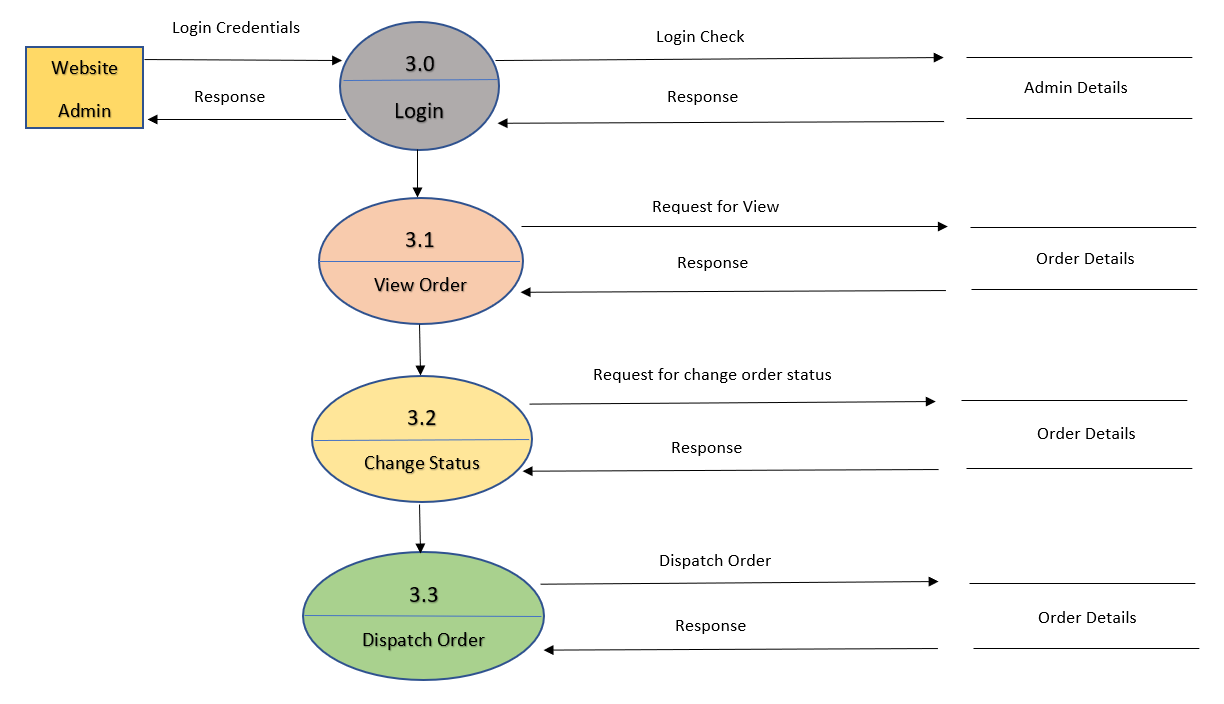 Login Credentials
Website
Admin
Response
3.0
Login
Login Check
Response
Admin Details
3.1
View Order
Request for View
Response
Order Details
3.2
Change Status
Request for change order status
Response
Order Details
3.3
Dispatch Order
Dispatch Order
Response
Order Details